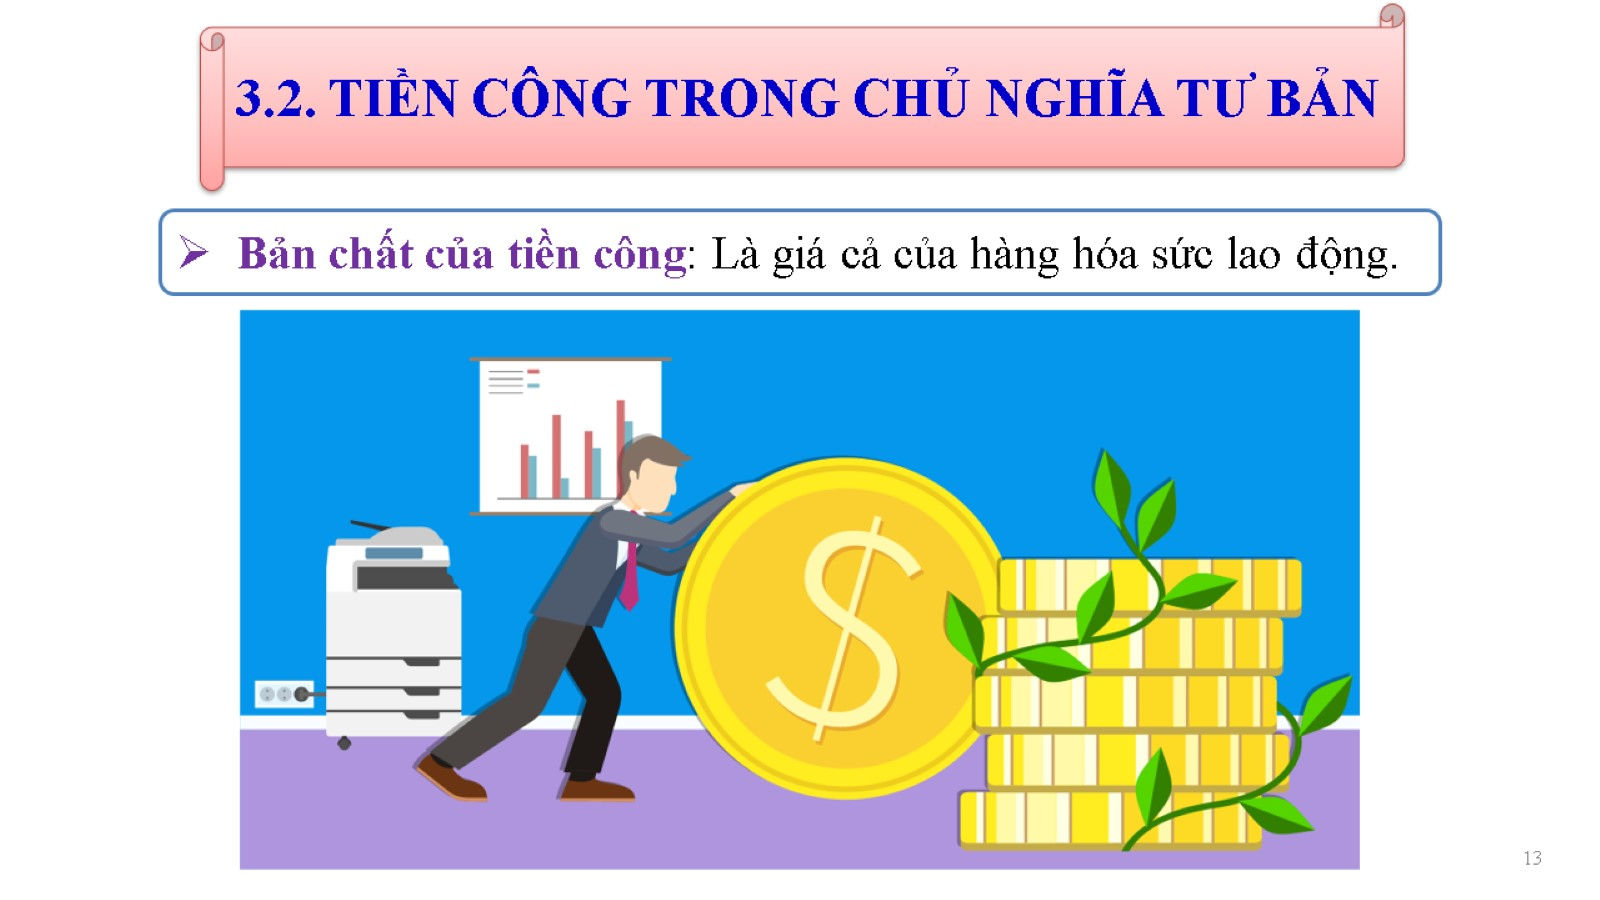 3.2. TIỀN CÔNG TRONG CHỦ NGHĨA TƯ BẢN
Bản chất của tiền công: Là giá cả của hàng hóa sức lao động.
$
13